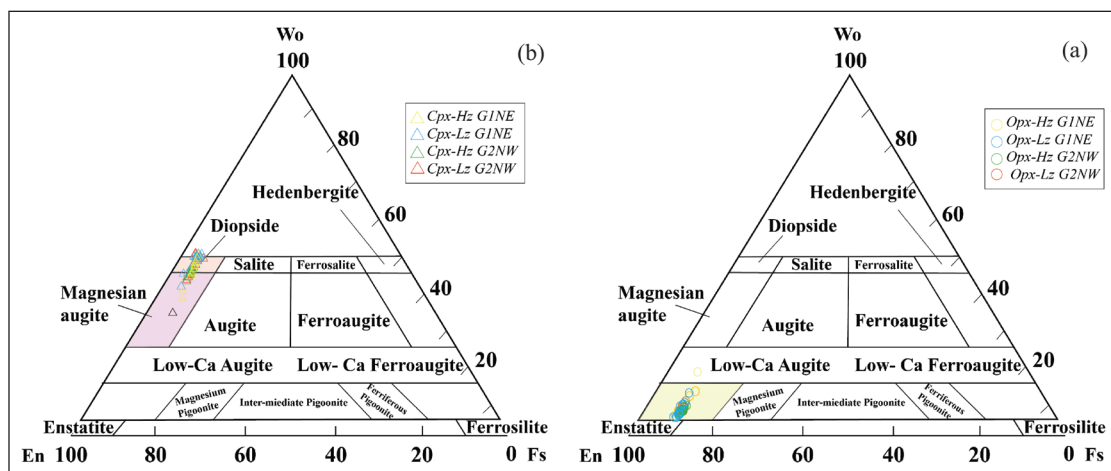 Wo
100
(b)
Cpx-Hz G1NE
Cpx-Lz G1NE
Cpx-Hz G2NW
Cpx-Lz G2NW
80
Hedenbergite
60
Diopside
Salite
Ferrosalite
Magnesian
augite
40
Augite
Ferroaugite
20
Low-Ca Augite
Low- Ca Ferroaugite
Magnesium
Pigoonite
Inter-miediate Pigoonite
Ferriferous
Pigoonite
Enstatite
Ferrosilite
En 100 80 60 40 20 0 Fs
Wo
100
(a)
Opx-Hz G1NE
Opx-Lz G1NE
Opx-Hz G2NW
Opx-Lz G2NW
80
Hedenbergite
60
Diopside
Salite
Ferrosalite
Magnesian
augite
40
Augite
Ferroaugite
20
Low-Ca Augite
Low- Ca Ferroaugite
Magnesium
Pigoonite
Inter-miediate Pigoonite
Ferriferous
Pigoonite
Enstatite
Ferrosilite
En 100 80 60 40 20 0 Fs